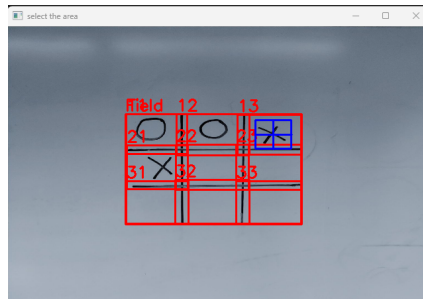 select the area
Field 12 13
O O X
21 22 23
X
31 32 33